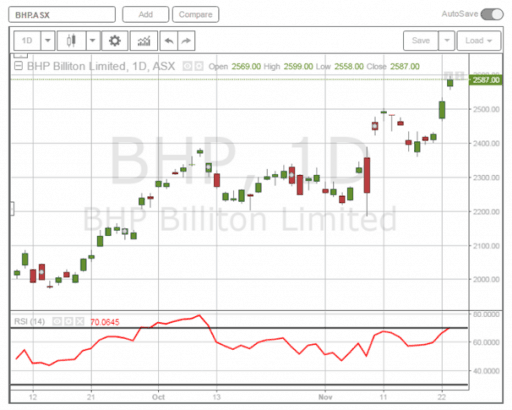 BHP.ASX Add Compare AutoSave
1D Save Load
BHP Billiton Limited, 1D, ASX Open 2569.00 High 2599.00 Low 2558.00 Close 2587.00
2587.00
2500.00
2400.00
BHP, 1D
2300.00
BHP Billiton Limited
2200.00
2100.00
2000.00
RSI (14) 70.0645
80.0000
60.0000
40.0000
12 21 Oct 10 16 24 Nov 11 22